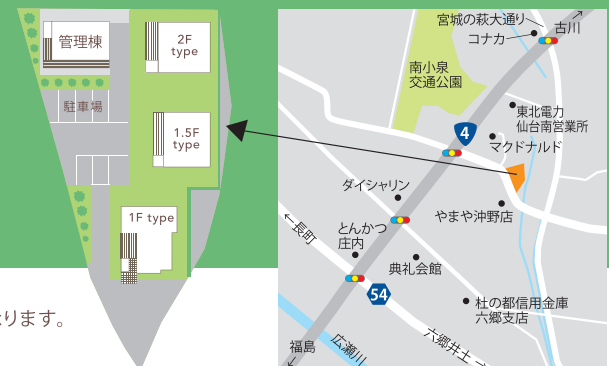 管理棟
2F
type
駐車場
1.5F
type
1F type
ります。
宮城の萩大通り
古川
コナカ
南小泉
交通公園
東北電力
仙台南営業所
4
マクドナルド
ダイシャリン
やまや沖野店
←長町
とんかつ
庄内
典礼会館
54
杜の都信用金庫
六郷支店
広瀬川
六郷井土
福島